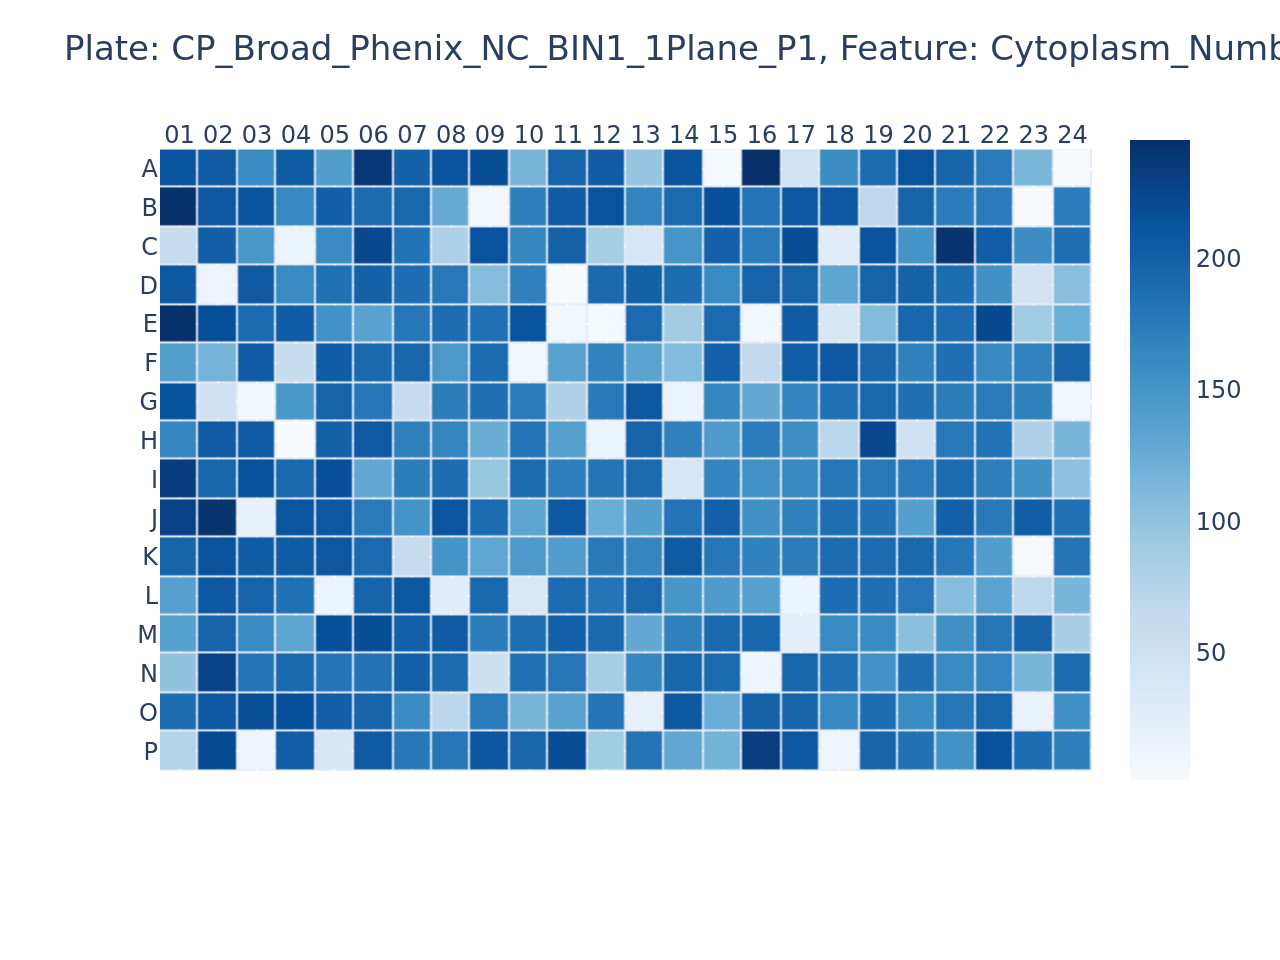 Plate: CP_Broad_Phenix_NC_BIN1_1Plane_P1, Feature: Cytoplasm_Numb
01 02 03 04 05 06 07 08 09 10 11 12 13 14 15 16 17 18 19 20 21 22 23 24
A
B
C
D
E
F
G
H
I
J
K
L
M
N
O
P
200
150
100
50